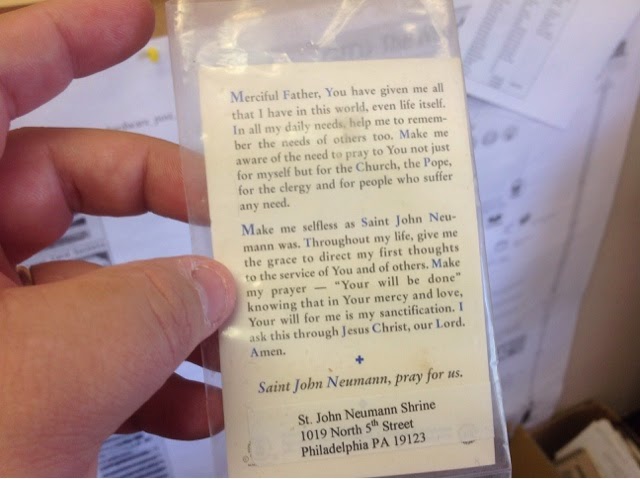 Merciful Father, You have given me all
that I have in this world, even life itself.
In all my daily needs, help me to remem-
ber the needs of others too. Make me
aware of the need to pray to You not just
for myself but for the Church, the Pope,
for the clergy and for people who suffer
any need.
Make me selfless as Saint John Neu-
mann was. Throughout my life, give me
the grace to direct my first thoughts
to the service of You and of others. Make
my prayer — "Your will be done"
knowing that in Your mercy and love,
Your will for me is my sanctification. I
ask this through Jesus Christ, our Lord.
Amen.
Saint John Neumann, pray for us.
St. John Neumann Shrine
1019 North 5th Street
Philadelphia PA 19123